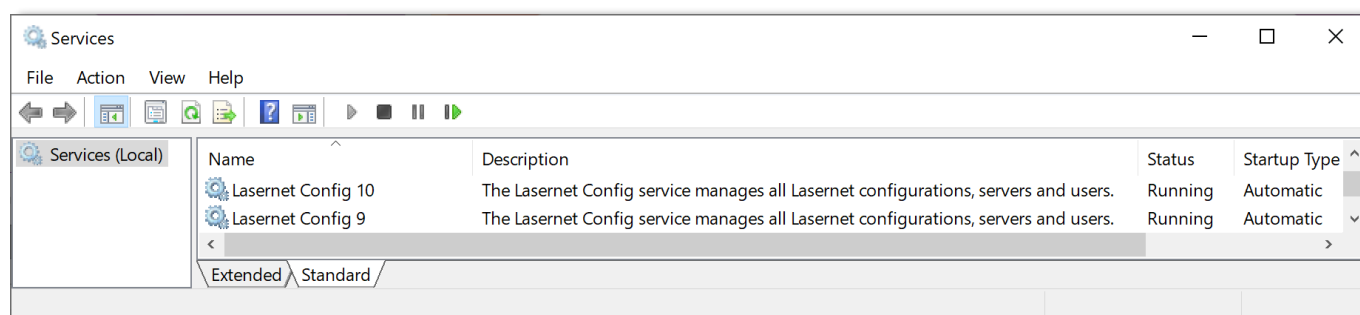 Services
File Action View Help
Services (Local)
Name Description Status Startup Type
Lasernet Config 10 The Lasernet Config service manages all Lasernet configurations, servers and users. Running Automatic
Lasernet Config 9 The Lasernet Config service manages all Lasernet configurations, servers and users. Running Automatic
Extended Standard